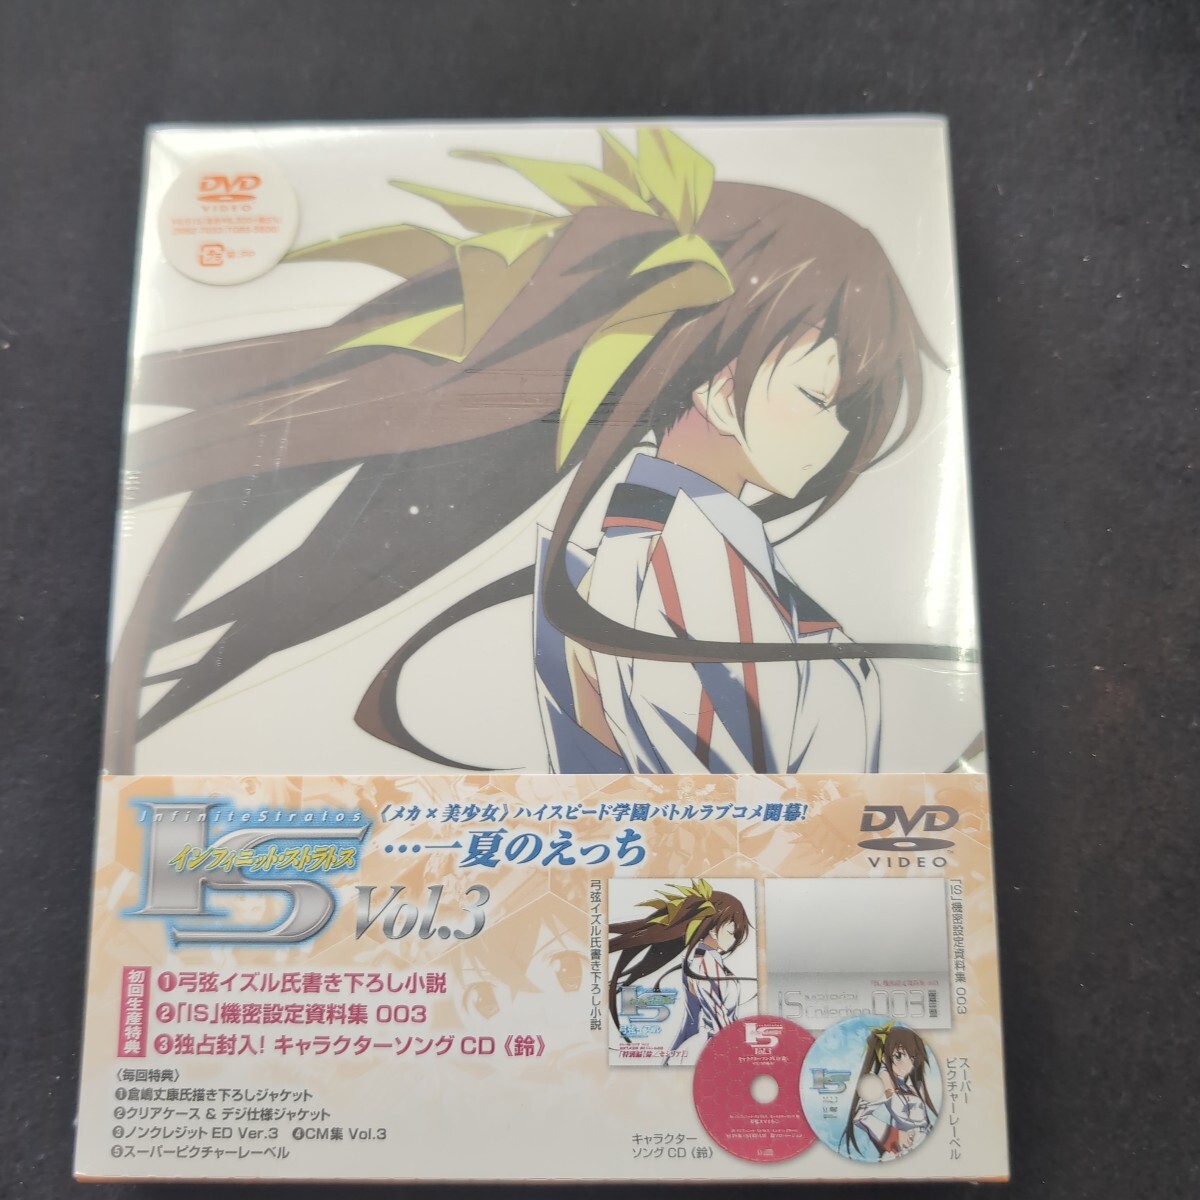 DVD
VIDEO
InfiniteStratos
IS
インフィニット・ストラトス
《メカ×美少女》ハイスピード学園バトルラブコメ開幕!
…一夏のえっち
Vol.3
DVD
VIDEO
初回生産特典
❶弓弦イズル氏書き下ろし小説
❷「IS」機密設定資料集 003
❸独占封入! キャラクターソング CD《鈴》
〈毎回特典〉
❶倉嶋丈康氏描き下ろしジャケット
❷クリアケース & デジ仕様ジャケット
❸ノンクレジット ED Ver.3 ❹CM集 Vol.3
❺スーパーピクチャーレーベル
弓弦イズル氏書き下ろし小説
「IS」機密設定資料集 003
キャラクター
ソング CD《鈴》
スーパー
ピクチャーレーベル